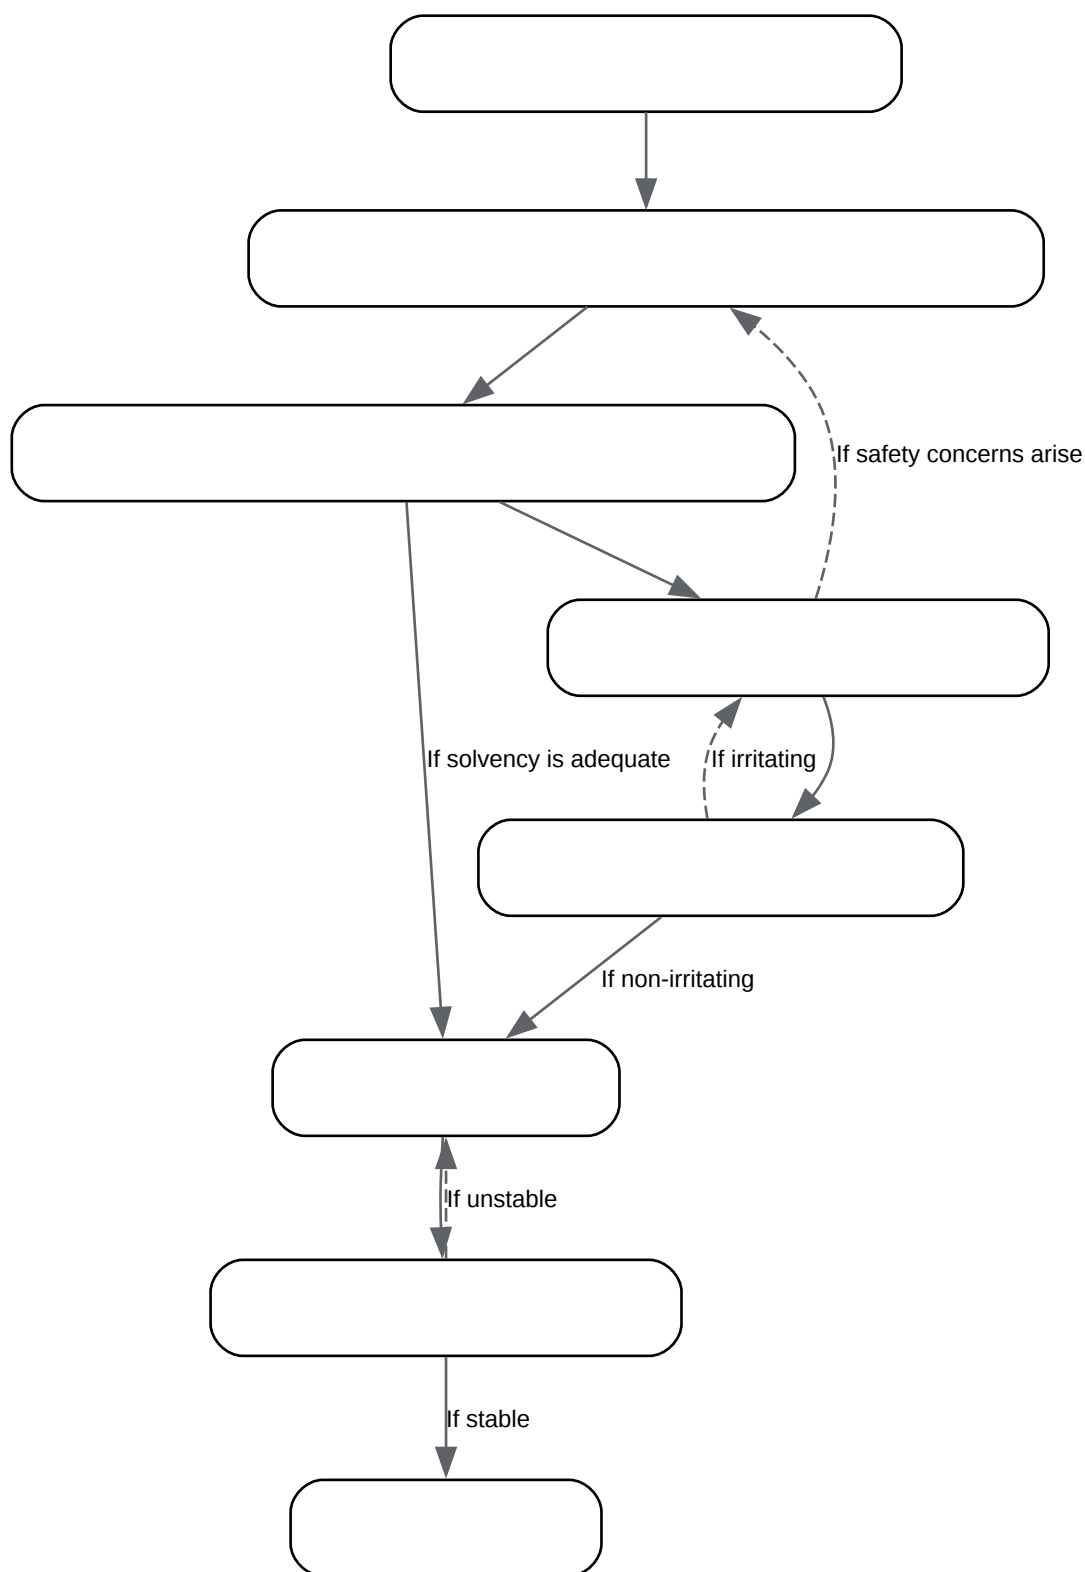 If safety concerns arise
If solvency is adequate
If irritating
If non-irritating
If unstable
If stable